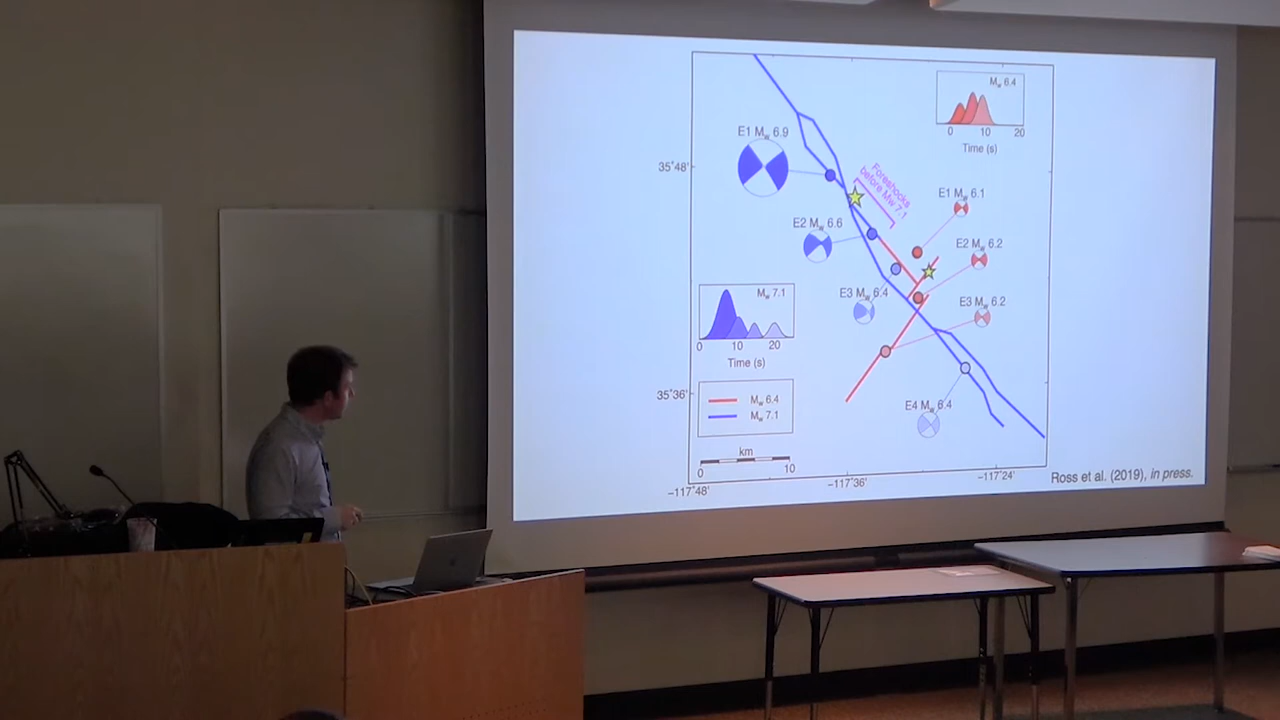 M_w 6.4
0 10 20
Time (s)
E1 M_w 6.9
35°48'
Foreshocks
before Mw 7.1
E1 M_w 6.1
E2 M_w 6.6
E2 M_w 6.2
E3 M_w 6.4
E3 M_w 6.2
M_w 7.1
0 10 20
Time (s)
35°36'
M_w 6.4
M_w 7.1
E4 M_w 6.4
km
0 10
−117°48'
−117°36'
−117°24'
Ross et al. (2019), in press.